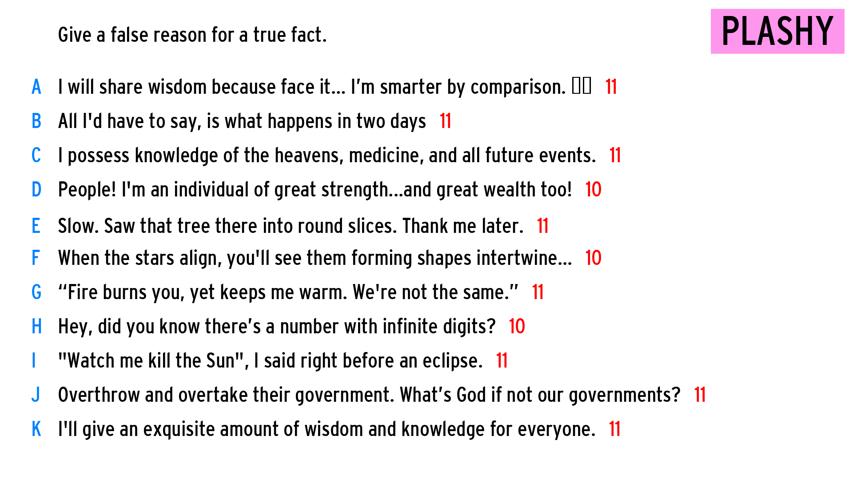 Give a false reason for a true fact.
PLASHY
A I will share wisdom because face it... I'm smarter by comparison. 11
B All I'd have to say, is what happens in two days 11
C I possess knowledge of the heavens, medicine, and all future events. 11
D People! I'm an individual of great strength...and great wealth too! 10
E Slow. Saw that tree there into round slices. Thank me later. 11
F When the stars align, you'll see them forming shapes intertwine... 10
G “Fire burns you, yet keeps me warm. We're not the same.” 11
H Hey, did you know there’s a number with infinite digits? 10
I "Watch me kill the Sun", I said right before an eclipse. 11
J Overthrow and overtake their government. What’s God if not our governments? 11
K I'll give an exquisite amount of wisdom and knowledge for everyone. 11